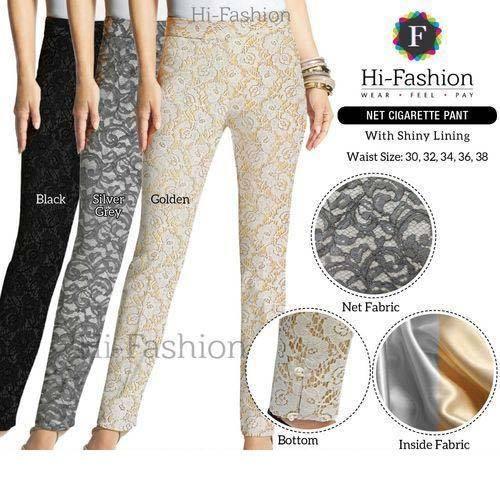 Hi-Fashion
F
Hi-Fashion
WEAR • FEEL • PAY
NET CIGARETTE PANT
With Shiny Lining
Waist Size: 30, 32, 34, 36, 38
Black
Silver
Grey
Golden
Net Fabric
Hi-Fashion
Bottom
Inside Fabric